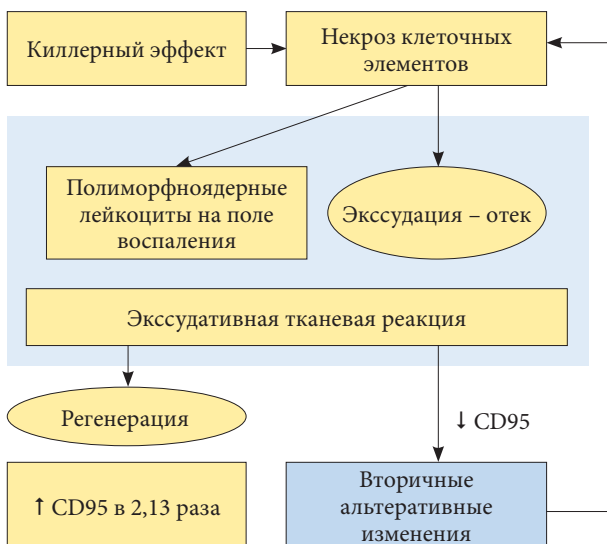 Киллерный эффект
Некроз клеточных
элементов
Полиморфноядерные
лейкоциты на поле
воспаления
Экссудация – отек
Экссудативная тканевая реакция
Регенерация
↓ CD95
↑ CD95 в 2,13 раза
Вторичные
альтеративные
изменения